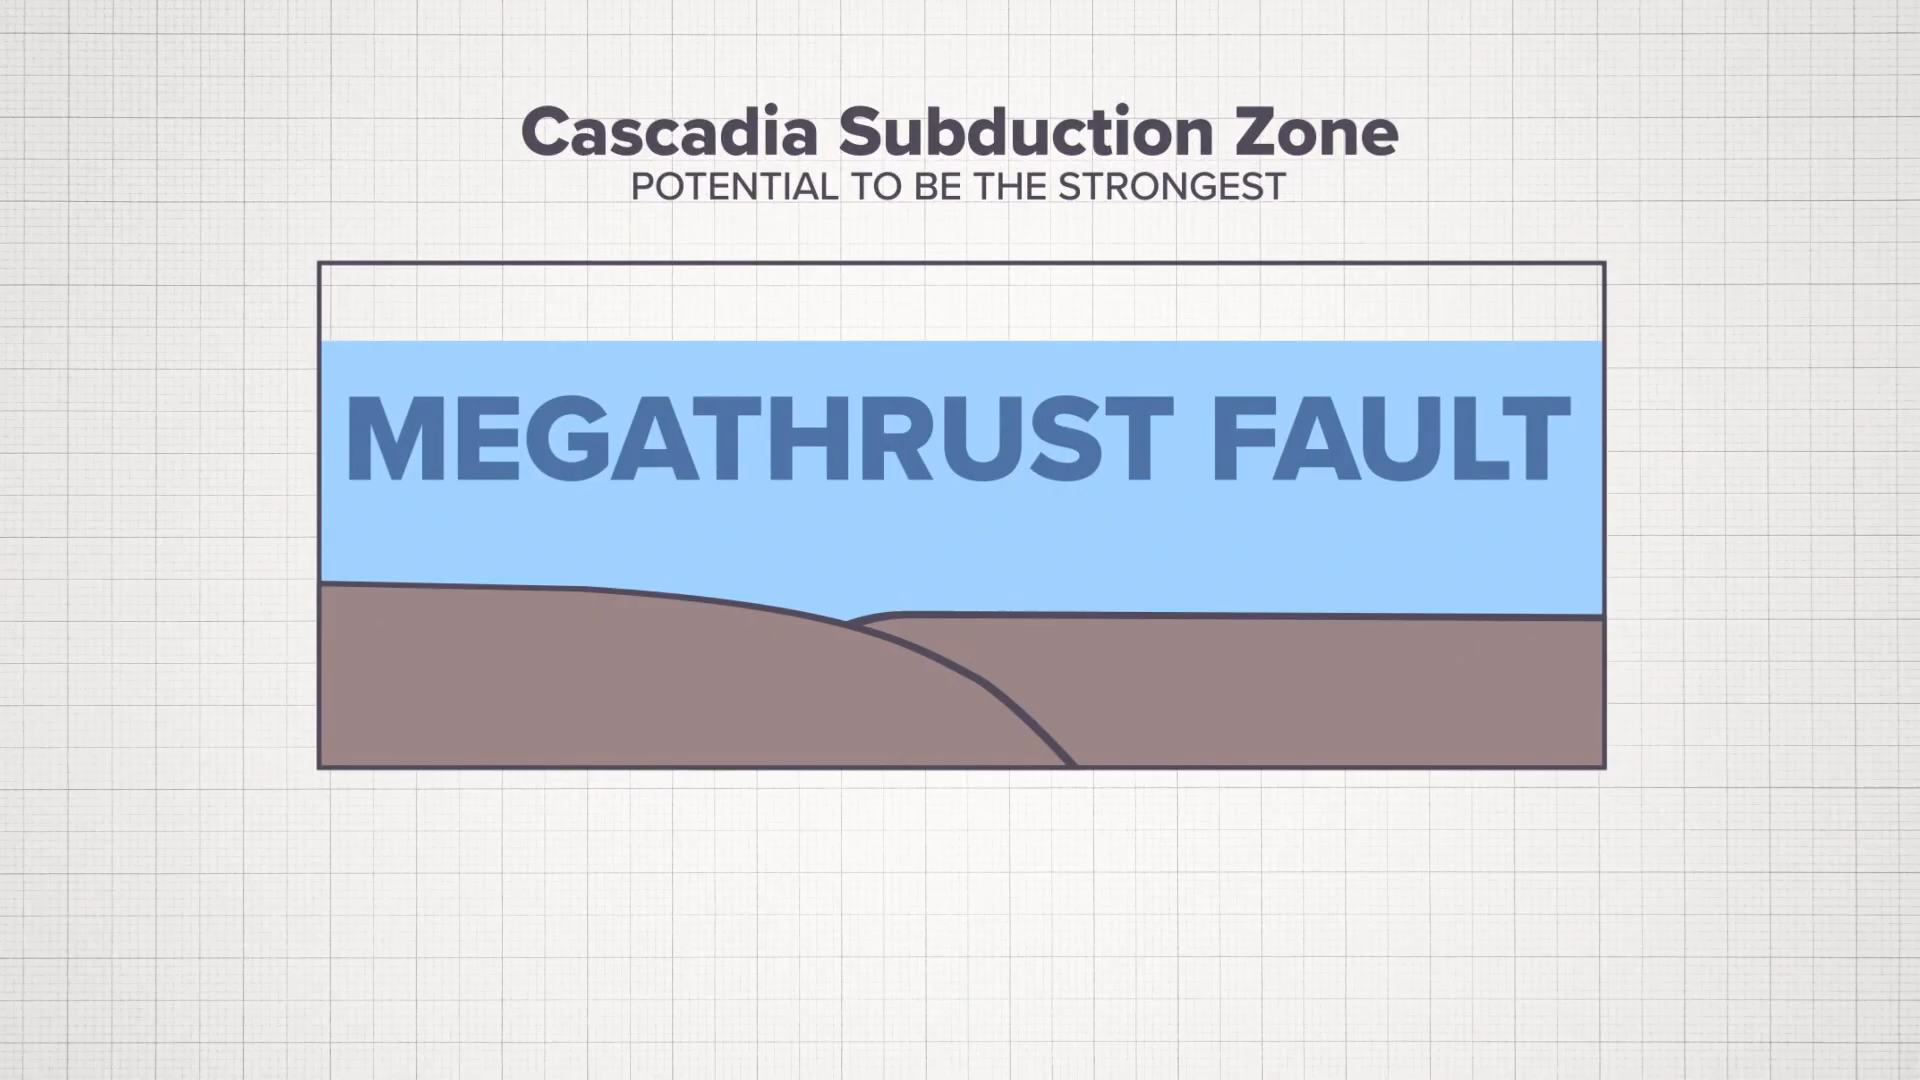 Cascadia Subduction Zone
POTENTIAL TO BE THE STRONGEST
MEGATHRUST FAULT